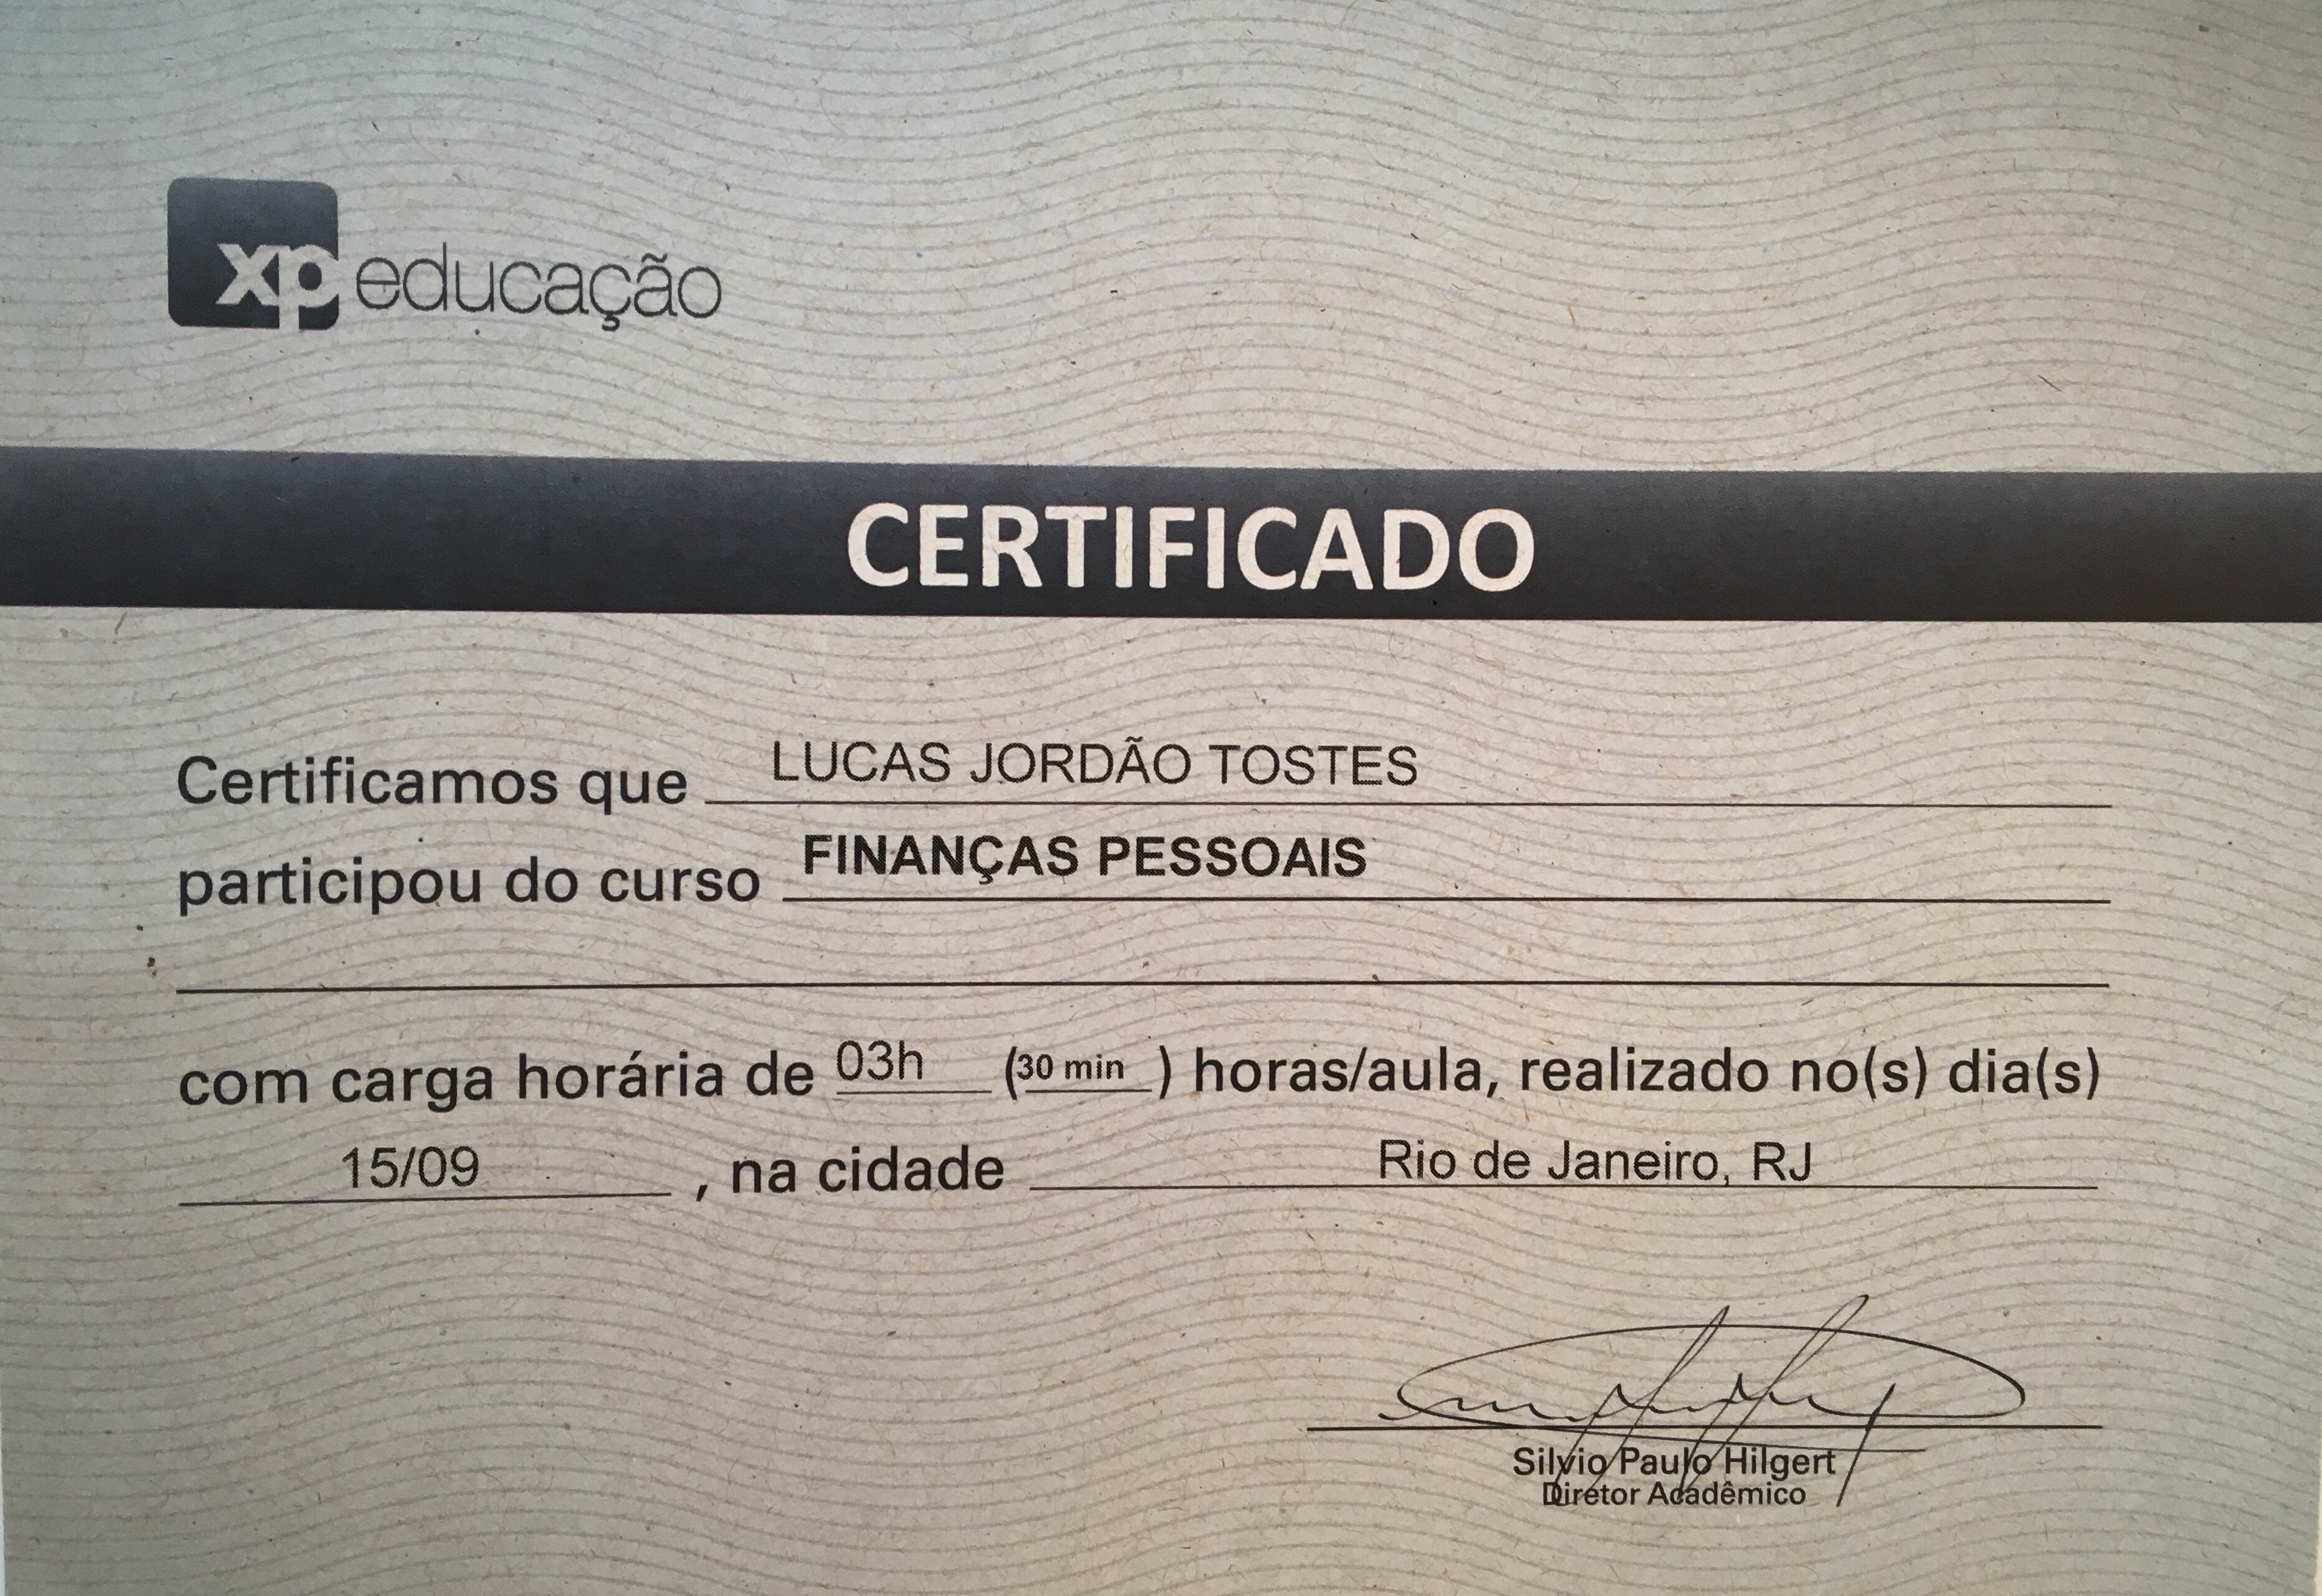 xp educação
CERTIFICADO
Certificamos que LUCAS JORDÃO TOSTES
participou do curso FINANÇAS PESSOAIS
com carga horária de 03h (30 min) horas/aula, realizado no(s) dia(s)
15/09, na cidade Rio de Janeiro, RJ
Silvio Paulo Hilgert
Diretor Acadêmico